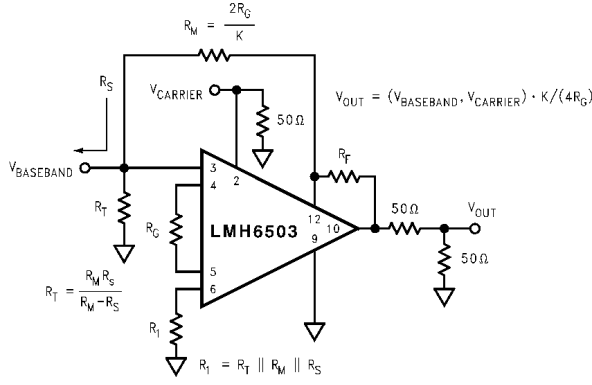 R_M = 2R_G / K
R_S
V_CARRIER
50Ω
V_OUT = (V_BASEBAND, V_CARRIER) · K/(4R_G)
V_BASEBAND
3
4
2
R_F
R_T
R_G
LMH6503
12
10
9
50Ω
V_OUT
50Ω
5
6
R_T = R_M R_S / R_M – R_S
R_1
R_1 = R_T || R_M || R_S